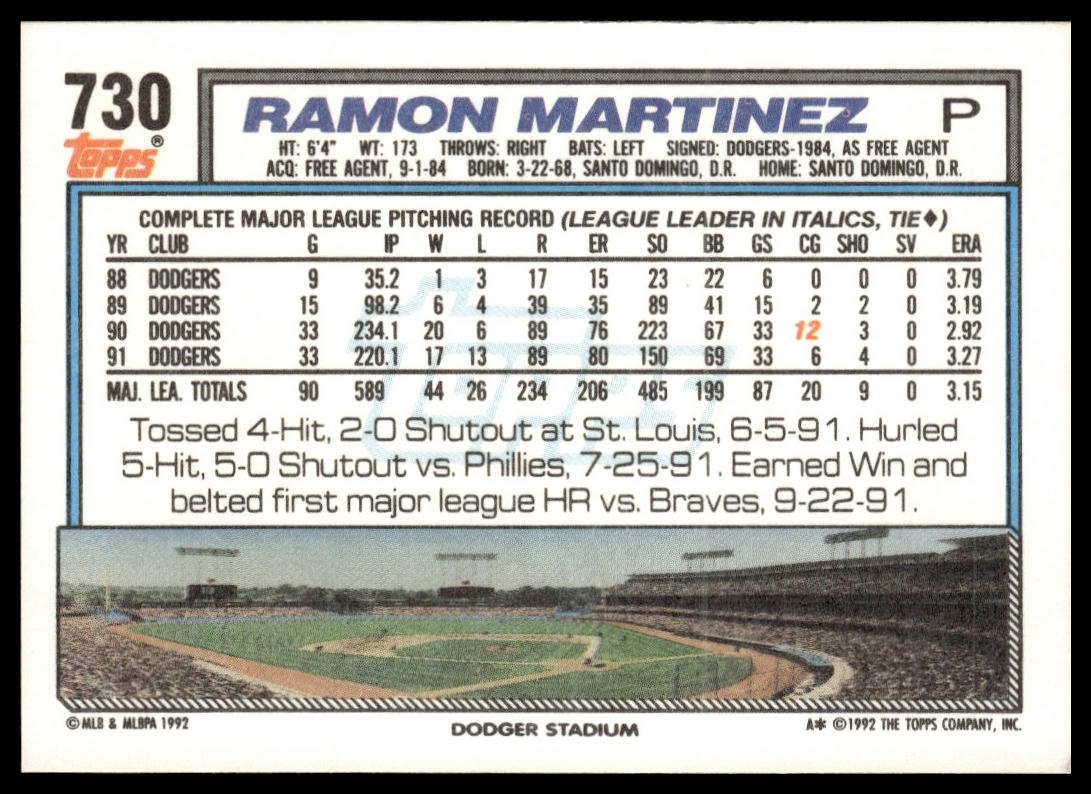 730 RAMON MARTINEZ P
topps®
HT: 6'4" WT: 173 THROWS: RIGHT BATS: LEFT SIGNED: DODGERS-1984, AS FREE AGENT
ACQ: FREE AGENT, 9-1-84 BORN: 3-22-68, SANTO DOMINGO, D.R. HOME: SANTO DOMINGO, D.R.
COMPLETE MAJOR LEAGUE PITCHING RECORD (LEAGUE LEADER IN ITALICS, TIE♦)
YR CLUB G IP W L R ER SO BB GS CG SHO SV ERA
88 DODGERS 9 35.2 1 3 17 15 23 22 6 0 0 0 3.79
89 DODGERS 15 98.2 6 4 39 35 89 41 15 2 2 0 3.19
90 DODGERS 33 234.1 20 6 89 76 223 67 33 12 3 0 2.92
91 DODGERS 33 220.1 17 13 89 80 150 69 33 6 4 0 3.27
MAJ. LEA. TOTALS 90 589 44 26 234 206 485 199 87 20 9 0 3.15
topps
Tossed 4-Hit, 2-0 Shutout at St. Louis, 6-5-91. Hurled
5-Hit, 5-0 Shutout vs. Phillies, 7-25-91. Earned Win and
belted first major league HR vs. Braves, 9-22-91.
© MLB & MLBPA 1992 DODGER STADIUM A* © 1992 THE TOPPS COMPANY, INC.